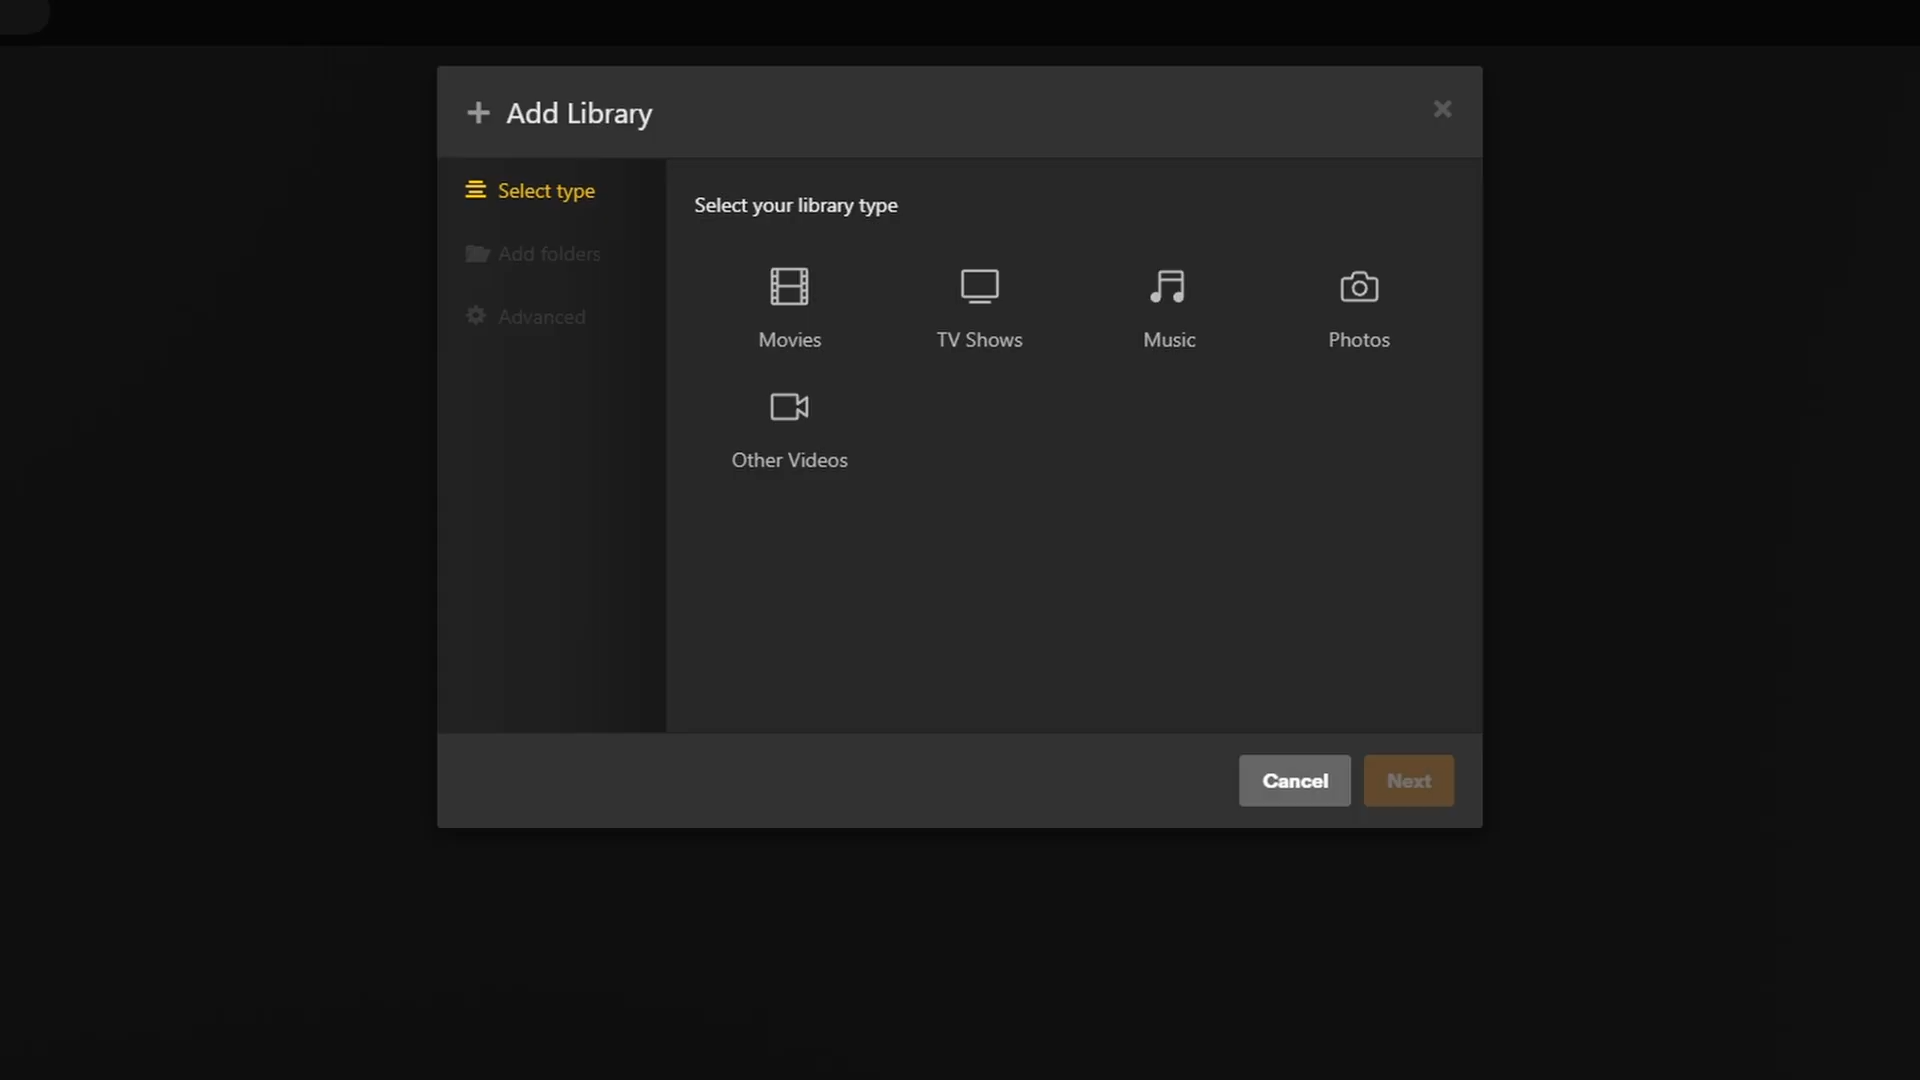 Add Library
Select type
Add folders
Advanced
Select your library type
Movies
TV Shows
Music
Photos
Other Videos
Cancel
Next